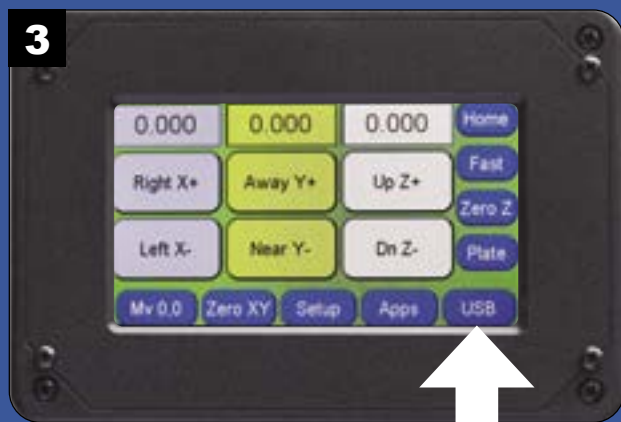 3
0.000 0.000 0.000 Home
Right X+ Away Y+ Up Z+ Fast
Zero Z
Left X- Near Y- Dn Z- Plate
Mv 0,0 Zero XY Setup Apps USB